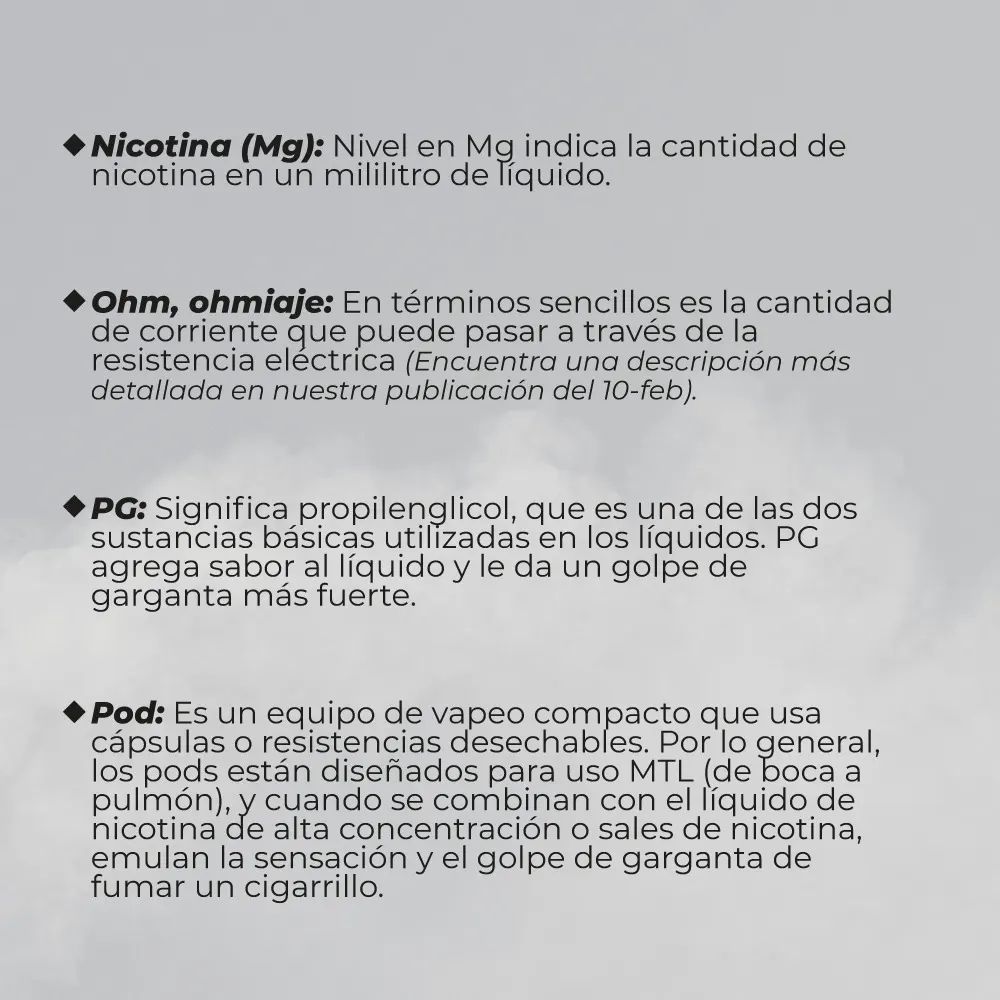 ◆Nicotina (Mg): Nivel en Mg indica la cantidad de
nicotina en un mililitro de líquido.
◆Ohm, ohmiaje: En términos sencillos es la cantidad
de corriente que puede pasar a través de la
resistencia eléctrica (Encuentra una descripción más
detallada en nuestra publicación del 10-feb).
◆PG: Significa propilenglicol, que es una de las dos
sustancias básicas utilizadas en los líquidos. PG
agrega sabor al líquido y le da un golpe de
garganta más fuerte.
◆Pod: Es un equipo de vapeo compacto que usa
cápsulas o resistencias desechables. Por lo general,
los pods están diseñados para uso MTL (de boca a
pulmón), y cuando se combinan con el líquido de
nicotina de alta concentración o sales de nicotina,
emulan la sensación y el golpe de garganta de
fumar un cigarrillo.